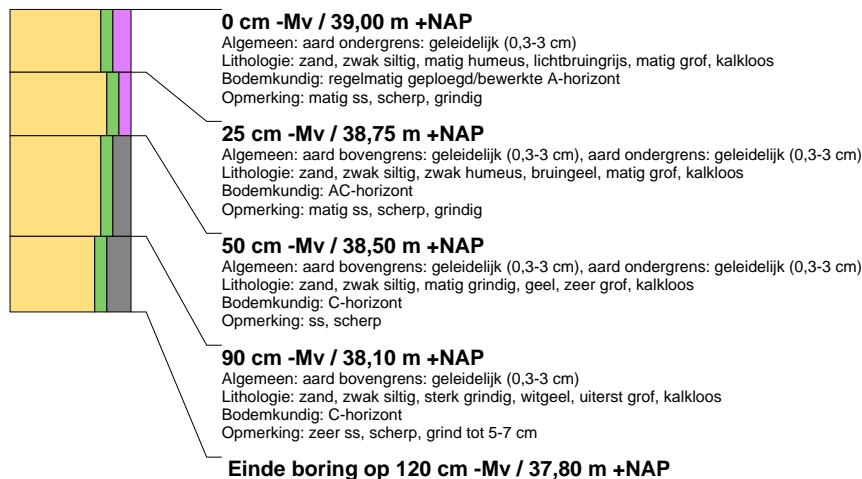 0 cm -Mv / 39,00 m +NAP
Algemeen: aard ondergrens: geleidelijk (0,3-3 cm)
Lithologie: zand, zwak siltig, matig humeus, lichtbruingrijs, matig grof, kalkloos
Bodemkundig: regelmatig geploegd/bewerkte A-horizont
Opmerking: matig ss, scherp, grindig
25 cm -Mv / 38,75 m +NAP
Algemeen: aard bovengrens: geleidelijk (0,3-3 cm), aard ondergrens: geleidelijk (0,3-3 cm)
Lithologie: zand, zwak siltig, zwak humeus, bruingeel, matig grof, kalkloos
Bodemkundig: AC-horizont
Opmerking: matig ss, scherp, grindig
50 cm -Mv / 38,50 m +NAP
Algemeen: aard bovengrens: geleidelijk (0,3-3 cm), aard ondergrens: geleidelijk (0,3-3 cm)
Lithologie: zand, zwak siltig, matig grindig, geel, zeer grof, kalkloos
Bodemkundig: C-horizont
Opmerking: ss, scherp
90 cm -Mv / 38,10 m +NAP
Algemeen: aard bovengrens: geleidelijk (0,3-3 cm)
Lithologie: zand, zwak siltig, sterk grindig, witgeel, uiterst grof, kalkloos
Bodemkundig: C-horizont
Opmerking: zeer ss, scherp, grind tot 5-7 cm
Einde boring op 120 cm -Mv / 37,80 m +NAP